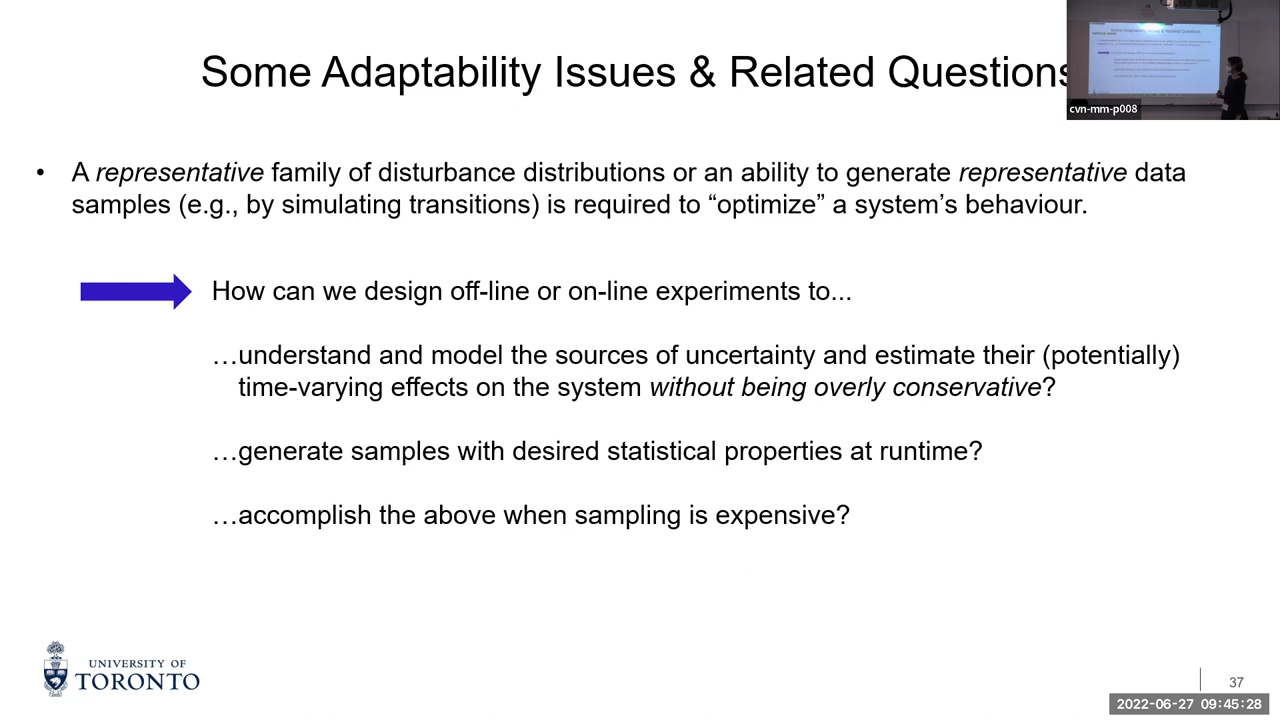 Some Adaptability Issues & Related Questions
cvn-mm-p008
• A representative family of disturbance distributions or an ability to generate representative data
samples (e.g., by simulating transitions) is required to “optimize” a system’s behaviour.
How can we design off-line or on-line experiments to...
…understand and model the sources of uncertainty and estimate their (potentially)
time-varying effects on the system without being overly conservative?
…generate samples with desired statistical properties at runtime?
…accomplish the above when sampling is expensive?
UNIVERSITY OF
TORONTO
37
2022-06-27 09:45:28